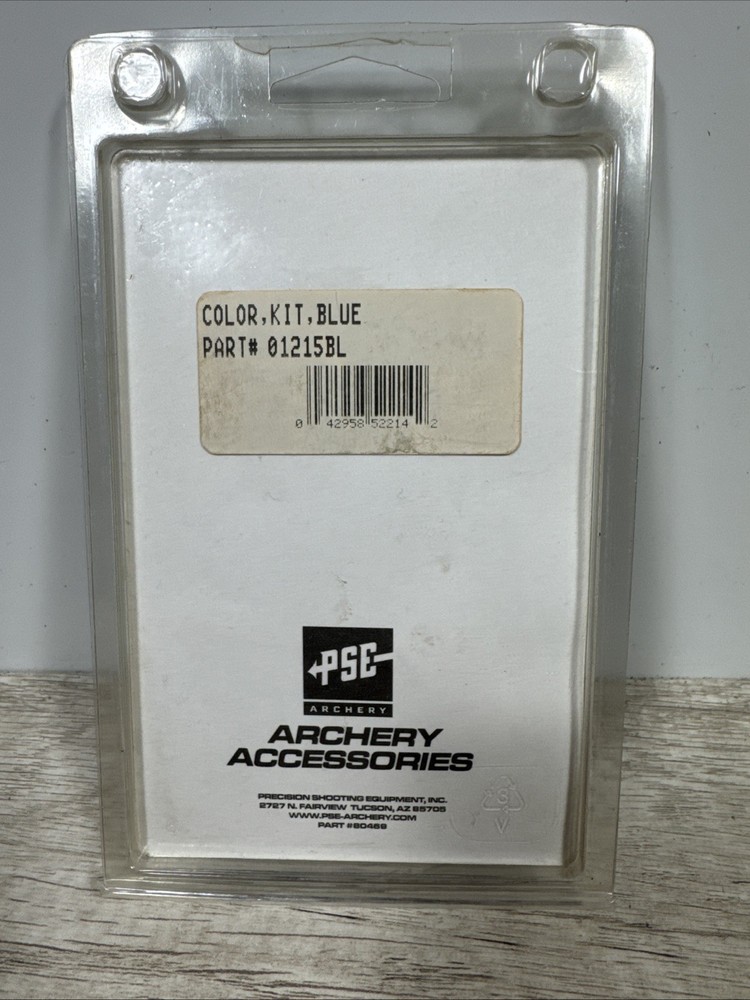 COLOR,KIT,BLUE
PART# 01215BL
0 42958 52214 2
PSE
ARCHERY
ARCHERY
ACCESSORIES
PRECISION SHOOTING EQUIPMENT, INC.
2727 N. FAIRVIEW TUCSON, AZ 85705
WWW.PSE-ARCHERY.COM
PART #80469